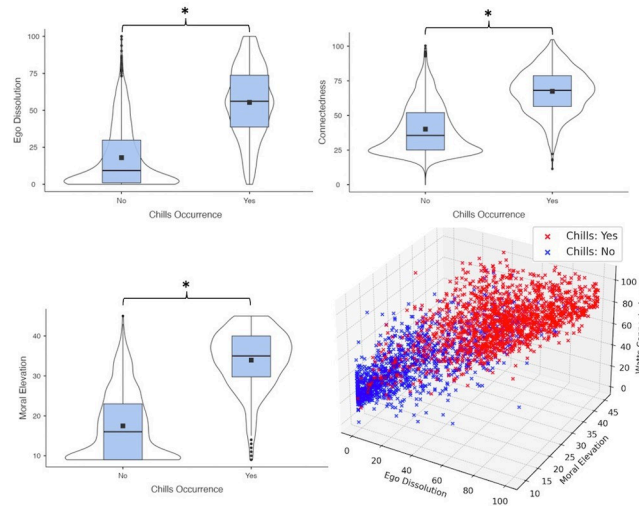 *
100
75
50
25
0
Ego Dissolution
No
Yes
Chills Occurrence
*
100
75
50
25
0
Connectedness
No
Yes
Chills Occurrence
*
40
30
20
10
Moral Elevation
No
Yes
Chills Occurrence
Chills: Yes
Chills: No
100
80
60
40
20
0
45
40
35
30
25
20
15
10
Moral Elevation
0
20
40
60
80
100
Ego Dissolution